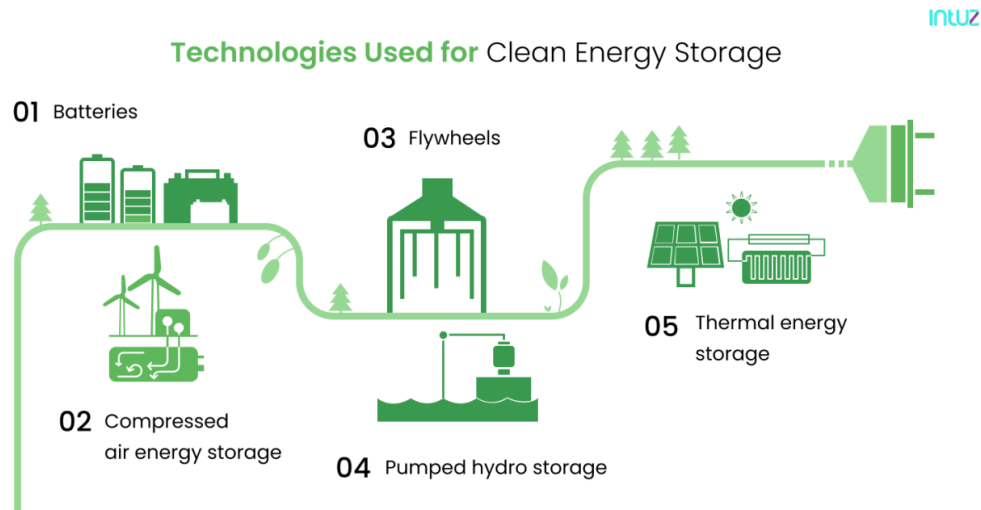 INTUZ
Technologies Used for Clean Energy Storage
01 Batteries
03 Flywheels
02 Compressed
air energy storage
04 Pumped hydro storage
05 Thermal energy
storage